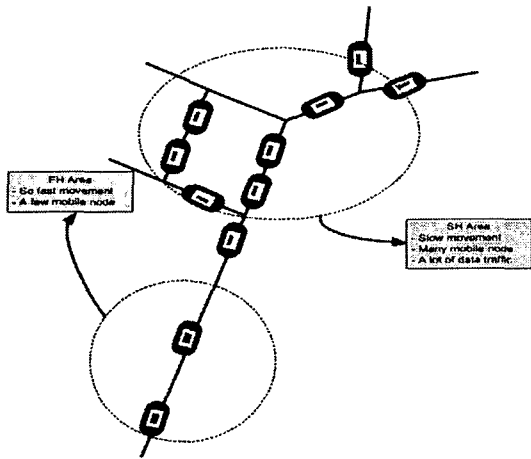 FH Area
- So fast movement
- A few mobile node
SH Area
- Slow movement
- Many mobile node
- A lot of data traffic